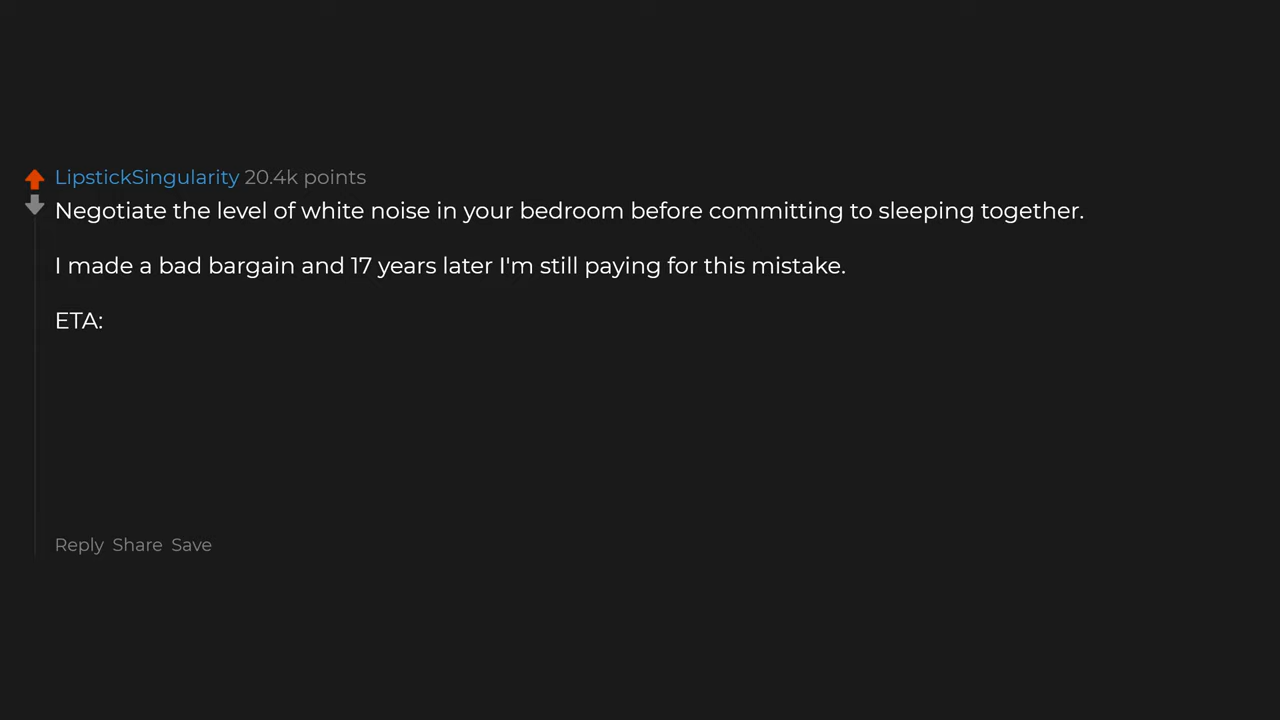 LipstickSingularity 20.4k points
Negotiate the level of white noise in your bedroom before committing to sleeping together.
I made a bad bargain and 17 years later I'm still paying for this mistake.
ETA:
Reply Share Save